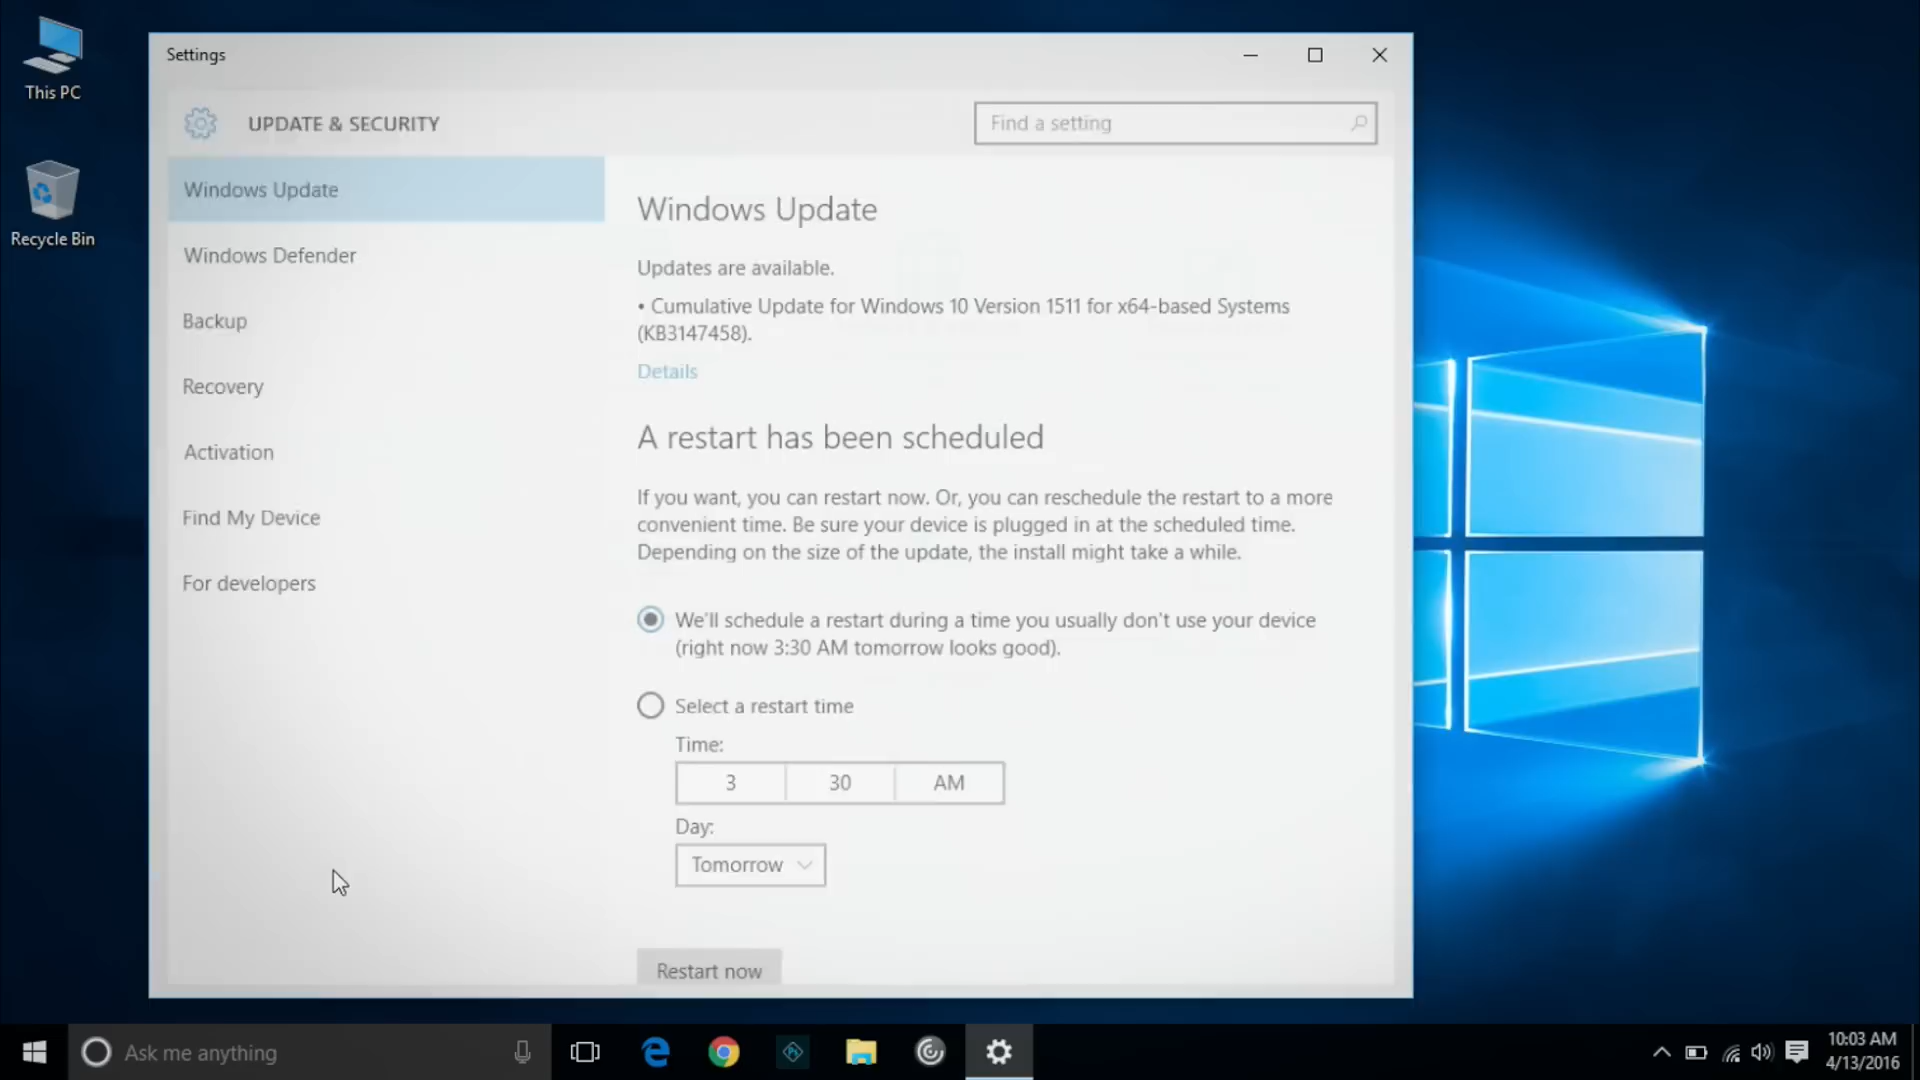 This PC
Recycle Bin
Settings
UPDATE & SECURITY
Find a setting
Windows Update
Windows Defender
Backup
Recovery
Activation
Find My Device
For developers
Windows Update
Updates are available.
• Cumulative Update for Windows 10 Version 1511 for x64-based Systems
(KB3147458).
Details
A restart has been scheduled
If you want, you can restart now. Or, you can reschedule the restart to a more
convenient time. Be sure your device is plugged in at the scheduled time.
Depending on the size of the update, the install might take a while.
We'll schedule a restart during a time you usually don't use your device
(right now 3:30 AM tomorrow looks good).
Select a restart time
Time:
3 30 AM
Day:
Tomorrow
Restart now
Ask me anything
10:03 AM
4/13/2016